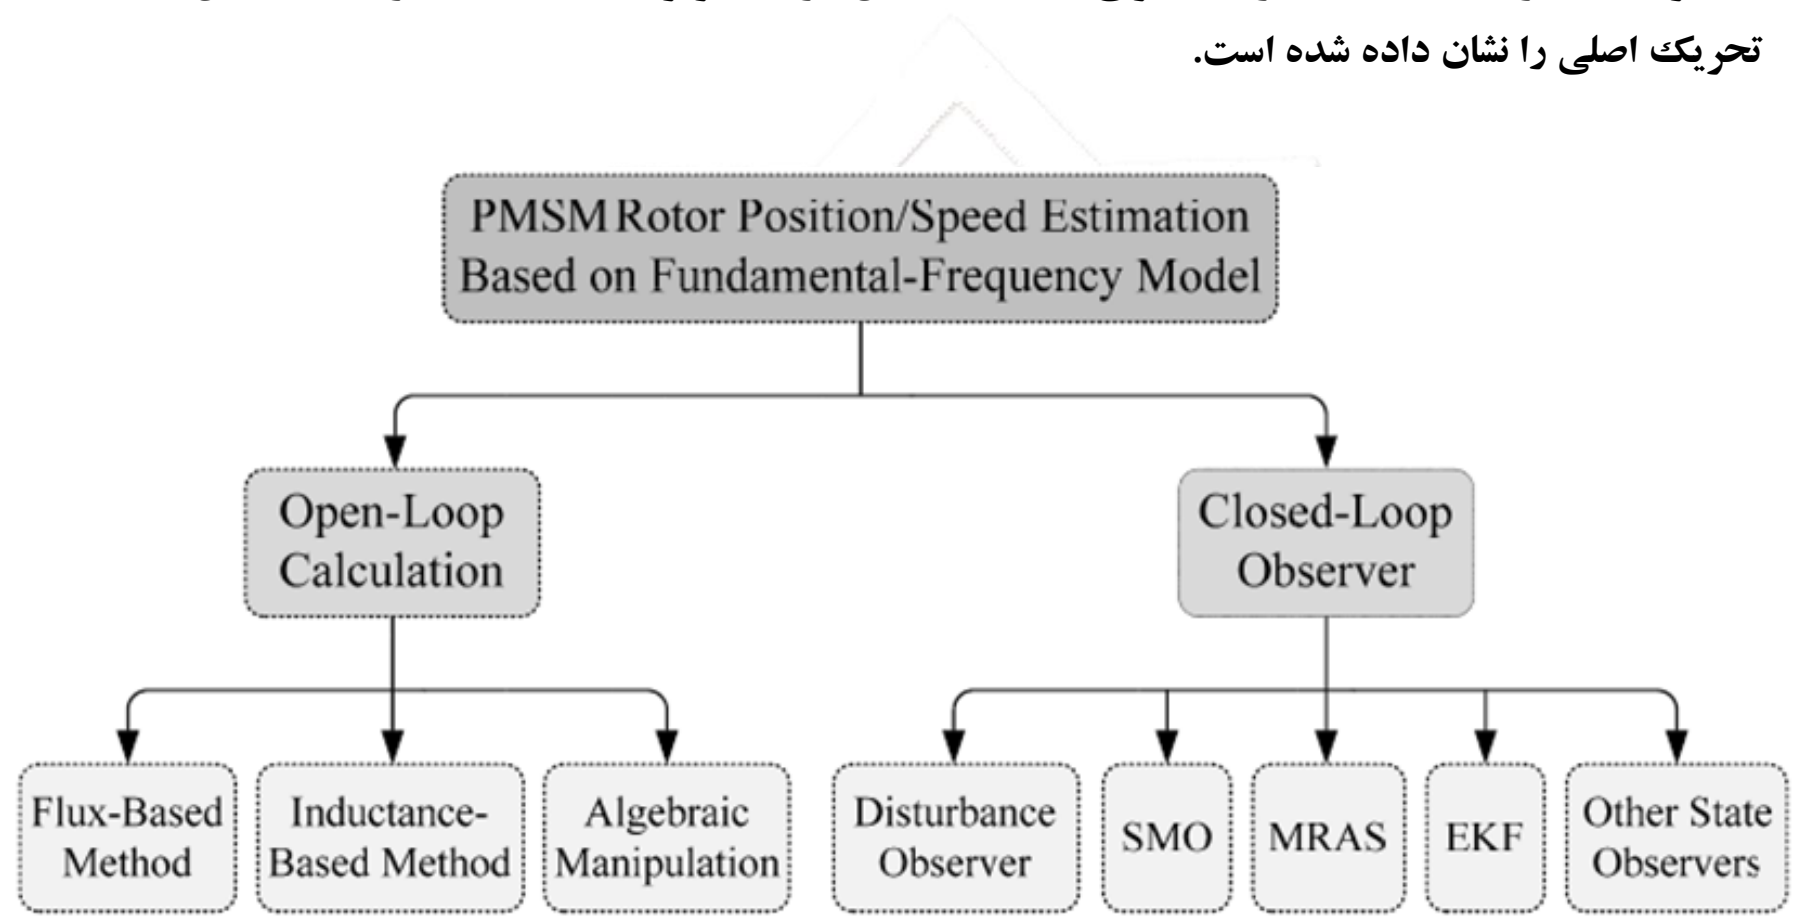 تحریک اصلی را نشان داده شده است.
PMSM Rotor Position/Speed Estimation
Based on Fundamental-Frequency Model
Open-Loop
Calculation
Closed-Loop
Observer
Flux-Based
Method
Inductance-
Based Method
Algebraic
Manipulation
Disturbance
Observer
SMO
MRAS
EKF
Other State
Observers